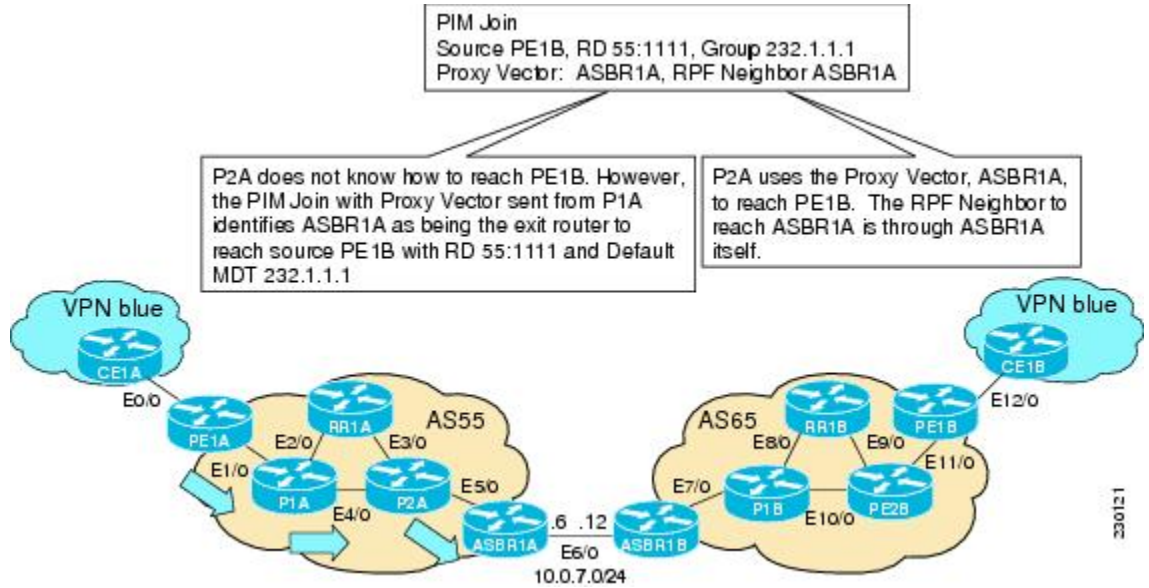 PIM Join
Source PE1B, RD 55:1111, Group 232.1.1.1
Proxy Vector: ASBR1A, RPF Neighbor ASBR1A
P2A does not know how to reach PE1B. However,
the PIM Join with Proxy Vector sent from P1A
identifies ASBR1A as being the exit router to
reach source PE1B with RD 55:1111 and Default
MDT 232.1.1.1
P2A uses the Proxy Vector, ASBR1A,
to reach PE1B. The RPF Neighbor to
reach ASBR1A is through ASBR1A
itself.
VPN blue
CE1A
E0/0
PE1A
E1/0
E2/0
RR1A
E3/0
AS55
P1A
E4/0
P2A
E5/0
ASBR1A
.6 .12
E6/0
10.0.7.0/24
ASBR1B
E7/0
AS65
E8/0
RR1B
E9/0
PE1B
E11/0
P1B
E10/0
PE2B
VPN blue
CE1B
E12/0
230121